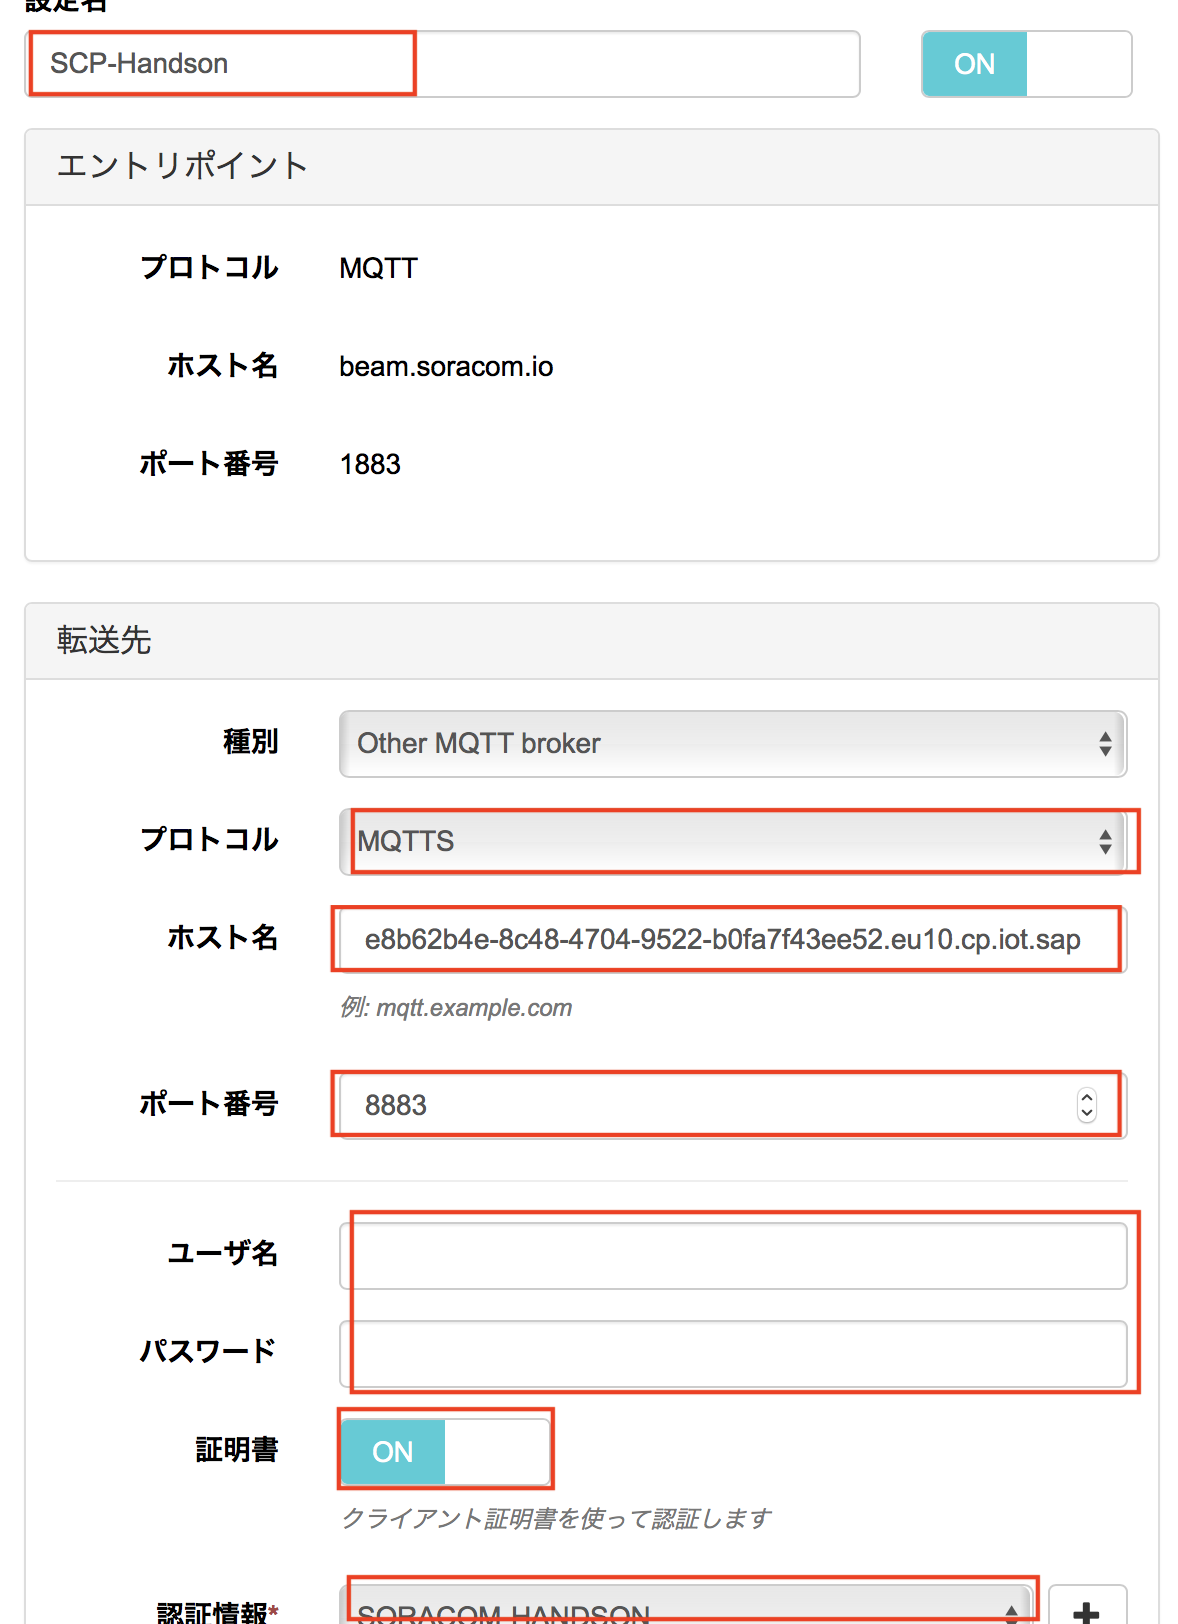 設定名
SCP-Handson
ON
エントリポイント
プロトコル MQTT
ホスト名 beam.soracom.io
ポート番号 1883
転送先
種別 Other MQTT broker
プロトコル MQTTS
ホスト名 e8b62b4e-8c48-4704-9522-b0fa7f43ee52.eu10.cp.iot.sap
例: mqtt.example.com
ポート番号 8883
ユーザ名
パスワード
証明書 ON
クライアント証明書を使って認証します
認証情報* SORACOM-HANDSON